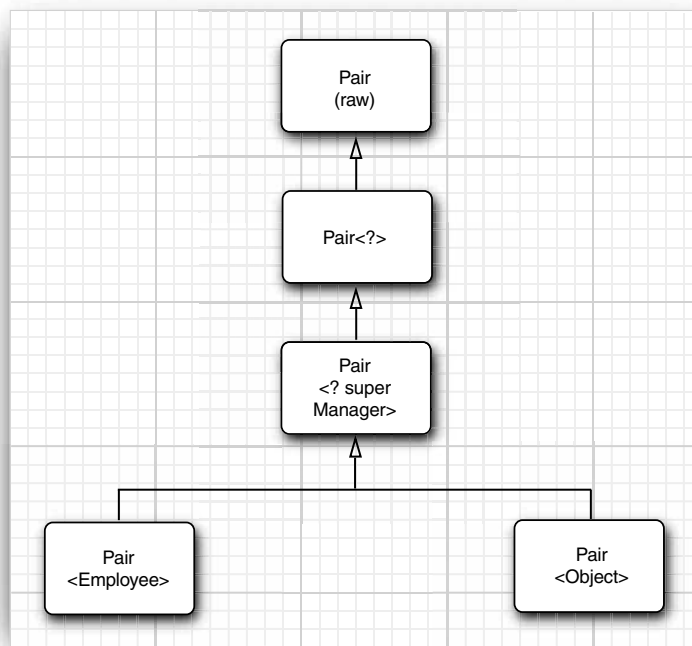 Pair
(raw)
Pair<?>
Pair
<? super
Manager>
Pair
<Employee>
Pair
<Object>